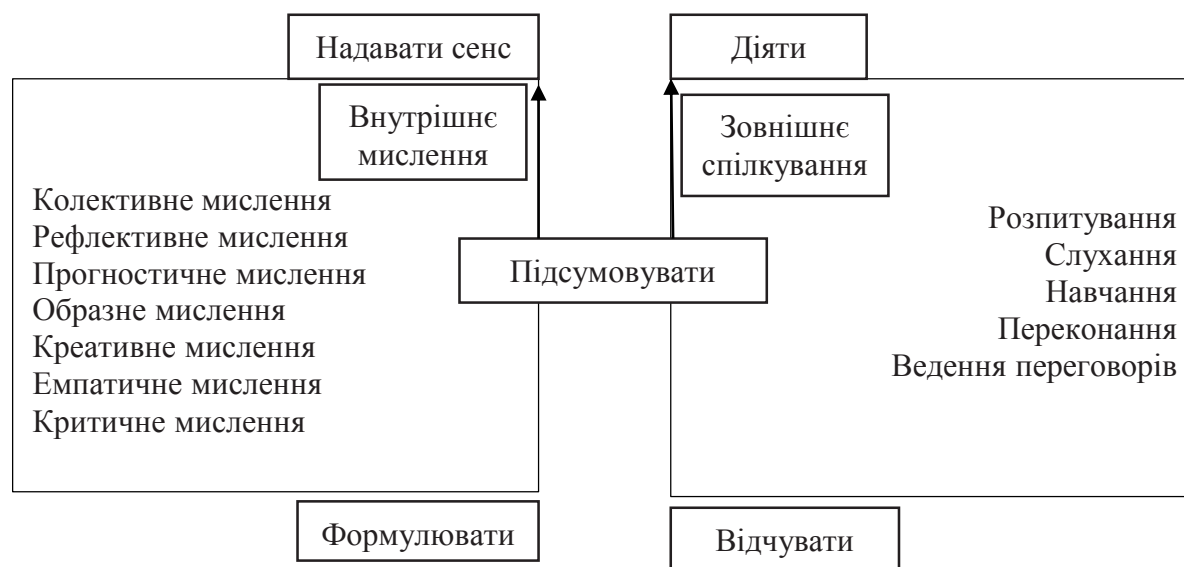 Надавати сенс
Діяти
Внутрішнє
мислення
Зовнішнє
спілкування
Колективне мислення
Рефлективне мислення
Прогностичне мислення
Образне мислення
Креативне мислення
Емпатичне мислення
Критичне мислення
Підсумовувати
Розпитування
Слухання
Навчання
Переконання
Ведення переговорів
Формулювати
Відчувати